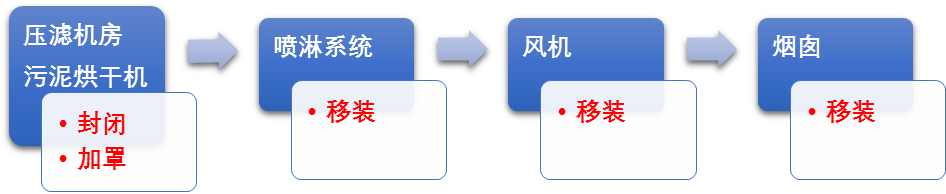 压滤机房
污泥烘干机
• 封闭
• 加罩
喷淋系统
• 移装
风机
• 移装
烟囱
• 移装